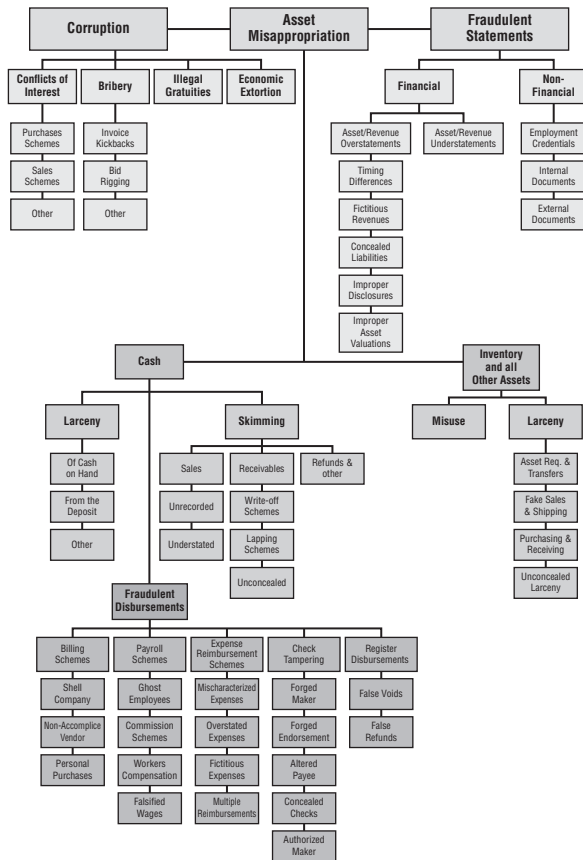 Corruption
Asset
Misappropriation
Fraudulent
Statements
Conflicts of
Interest
Bribery
Illegal
Gratuities
Economic
Extortion
Financial
Non-
Financial
Purchases
Schemes
Sales
Schemes
Other
Invoice
Kickbacks
Bid
Rigging
Other
Asset/Revenue
Overstatements
Asset/Revenue
Understatements
Timing
Differences
Fictitious
Revenues
Concealed
Liabilities
Improper
Disclosures
Improper
Asset
Valuations
Employment
Credentials
Internal
Documents
External
Documents
Cash
Inventory
and all
Other Assets
Larceny
Skimming
Misuse
Larceny
Of Cash
on Hand
From the
Deposit
Other
Sales
Unrecorded
Understated
Receivables
Write-off
Schemes
Lapping
Schemes
Unconcealed
Refunds &
other
Asset Req. &
Transfers
Fake Sales
& Shipping
Purchasing &
Receiving
Unconcealed
Larceny
Fraudulent
Disbursements
Billing
Schemes
Shell
Company
Non-Accomplice
Vendor
Personal
Purchases
Payroll
Schemes
Ghost
Employees
Commission
Schemes
Workers
Compensation
Falsified
Wages
Expense
Reimbursement
Schemes
Mischaracterized
Expenses
Overstated
Expenses
Fictitious
Expenses
Multiple
Reimbursements
Check
Tampering
Forged
Maker
Forged
Endorsement
Altered
Payee
Concealed
Checks
Authorized
Maker
Register
Disbursements
False Voids
False
Refunds